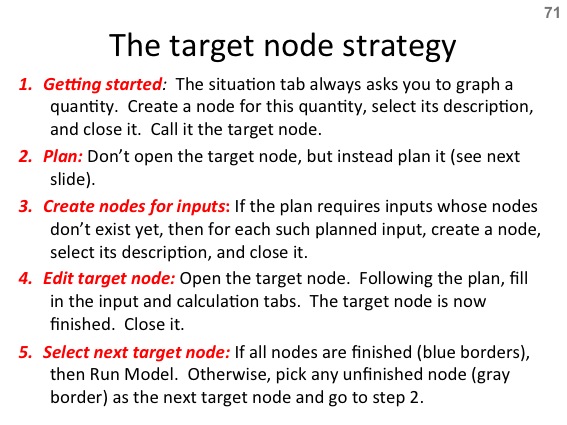 71
The target node strategy
1. Getting started: The situation tab always asks you to graph a
quantity. Create a node for this quantity, select its description,
and close it. Call it the target node.
2. Plan: Don't open the target node, but instead plan it (see next
slide).
3. Create nodes for inputs: If the plan requires inputs whose nodes
don't exist yet, then for each such planned input, create a node,
select its description, and close it.
4. Edit target node: Open the target node. Following the plan, fill
in the input and calculation tabs. The target node is now
finished. Close it.
5. Select next target node: If all nodes are finished (blue borders),
then Run Model. Otherwise, pick any unfinished node (gray
border) as the next target node and go to step 2.